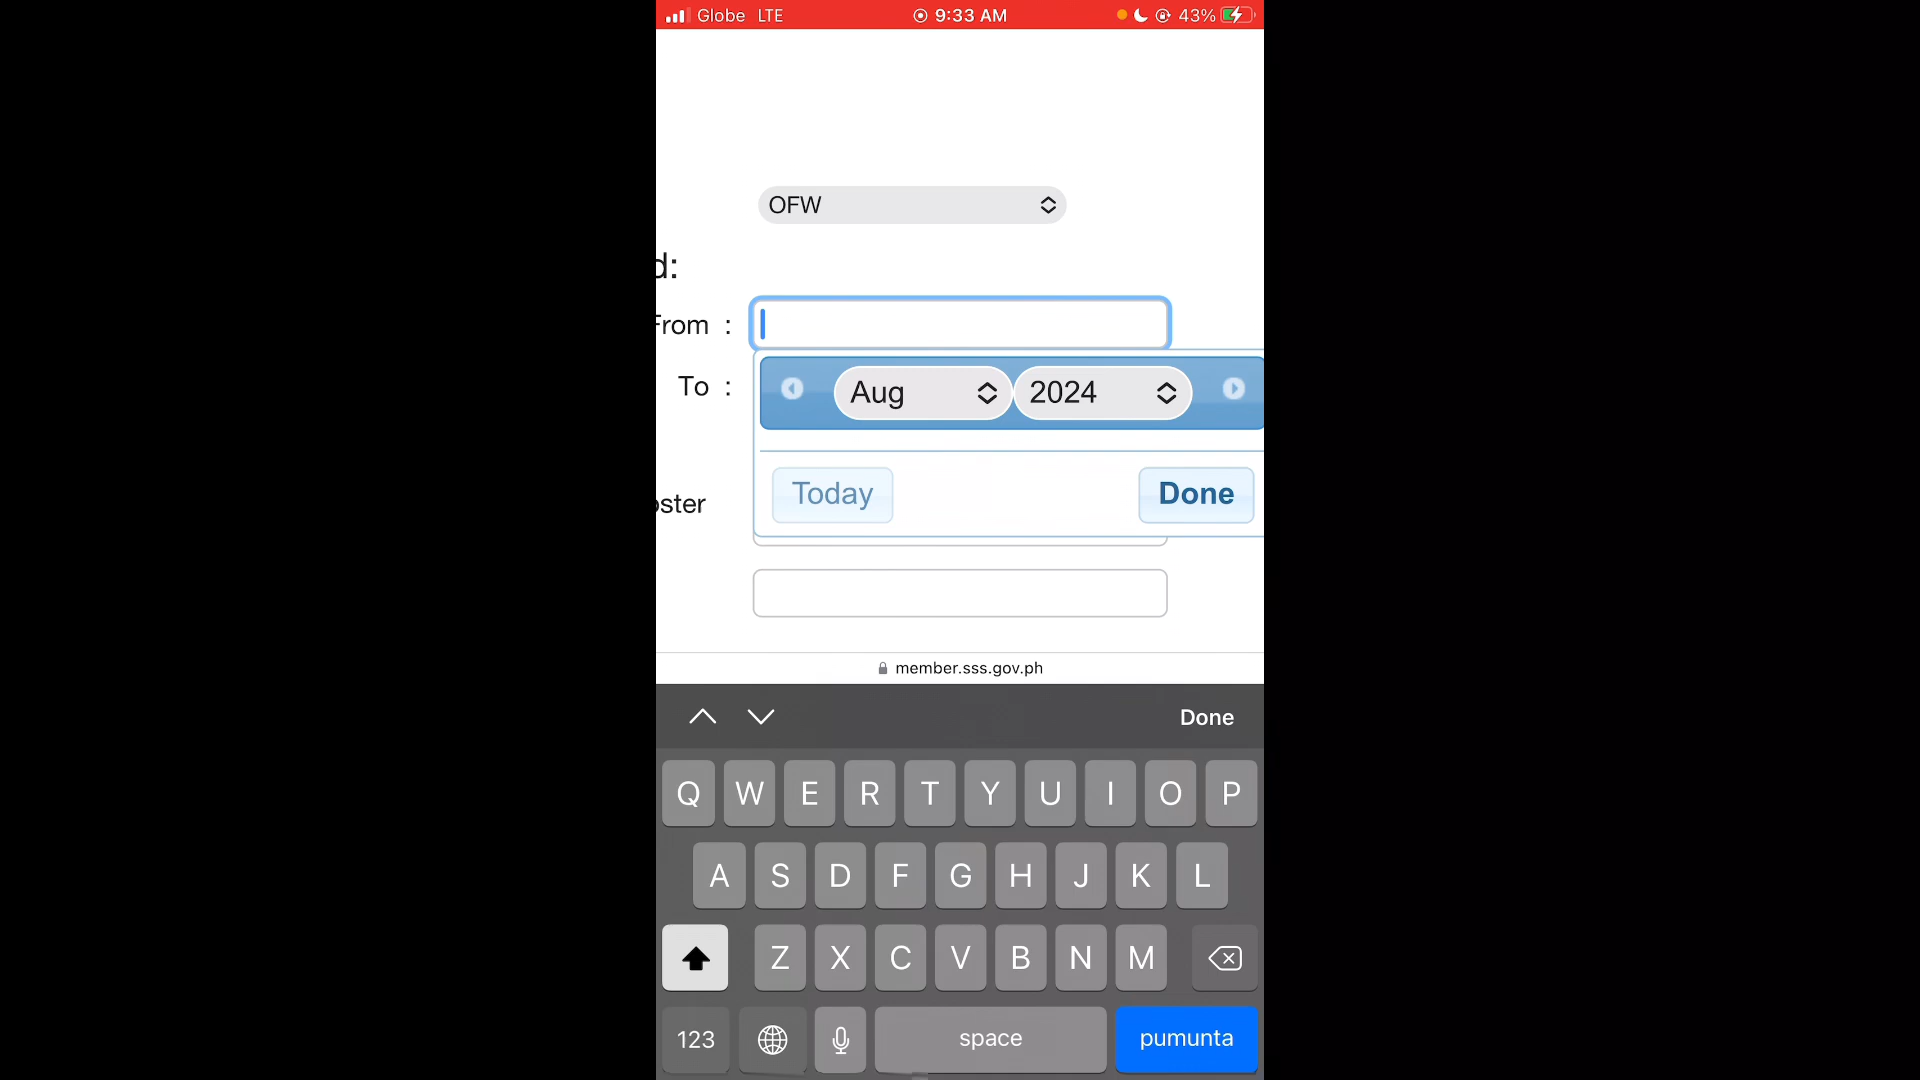 Globe LTE 9:33 AM 43%
OFW
d:
From :
To :
Aug 2024
Today Done
oster
member.sss.gov.ph
Done
Q W E R T Y U I O P
A S D F G H J K L
Z X C V B N M
123 space pumunta